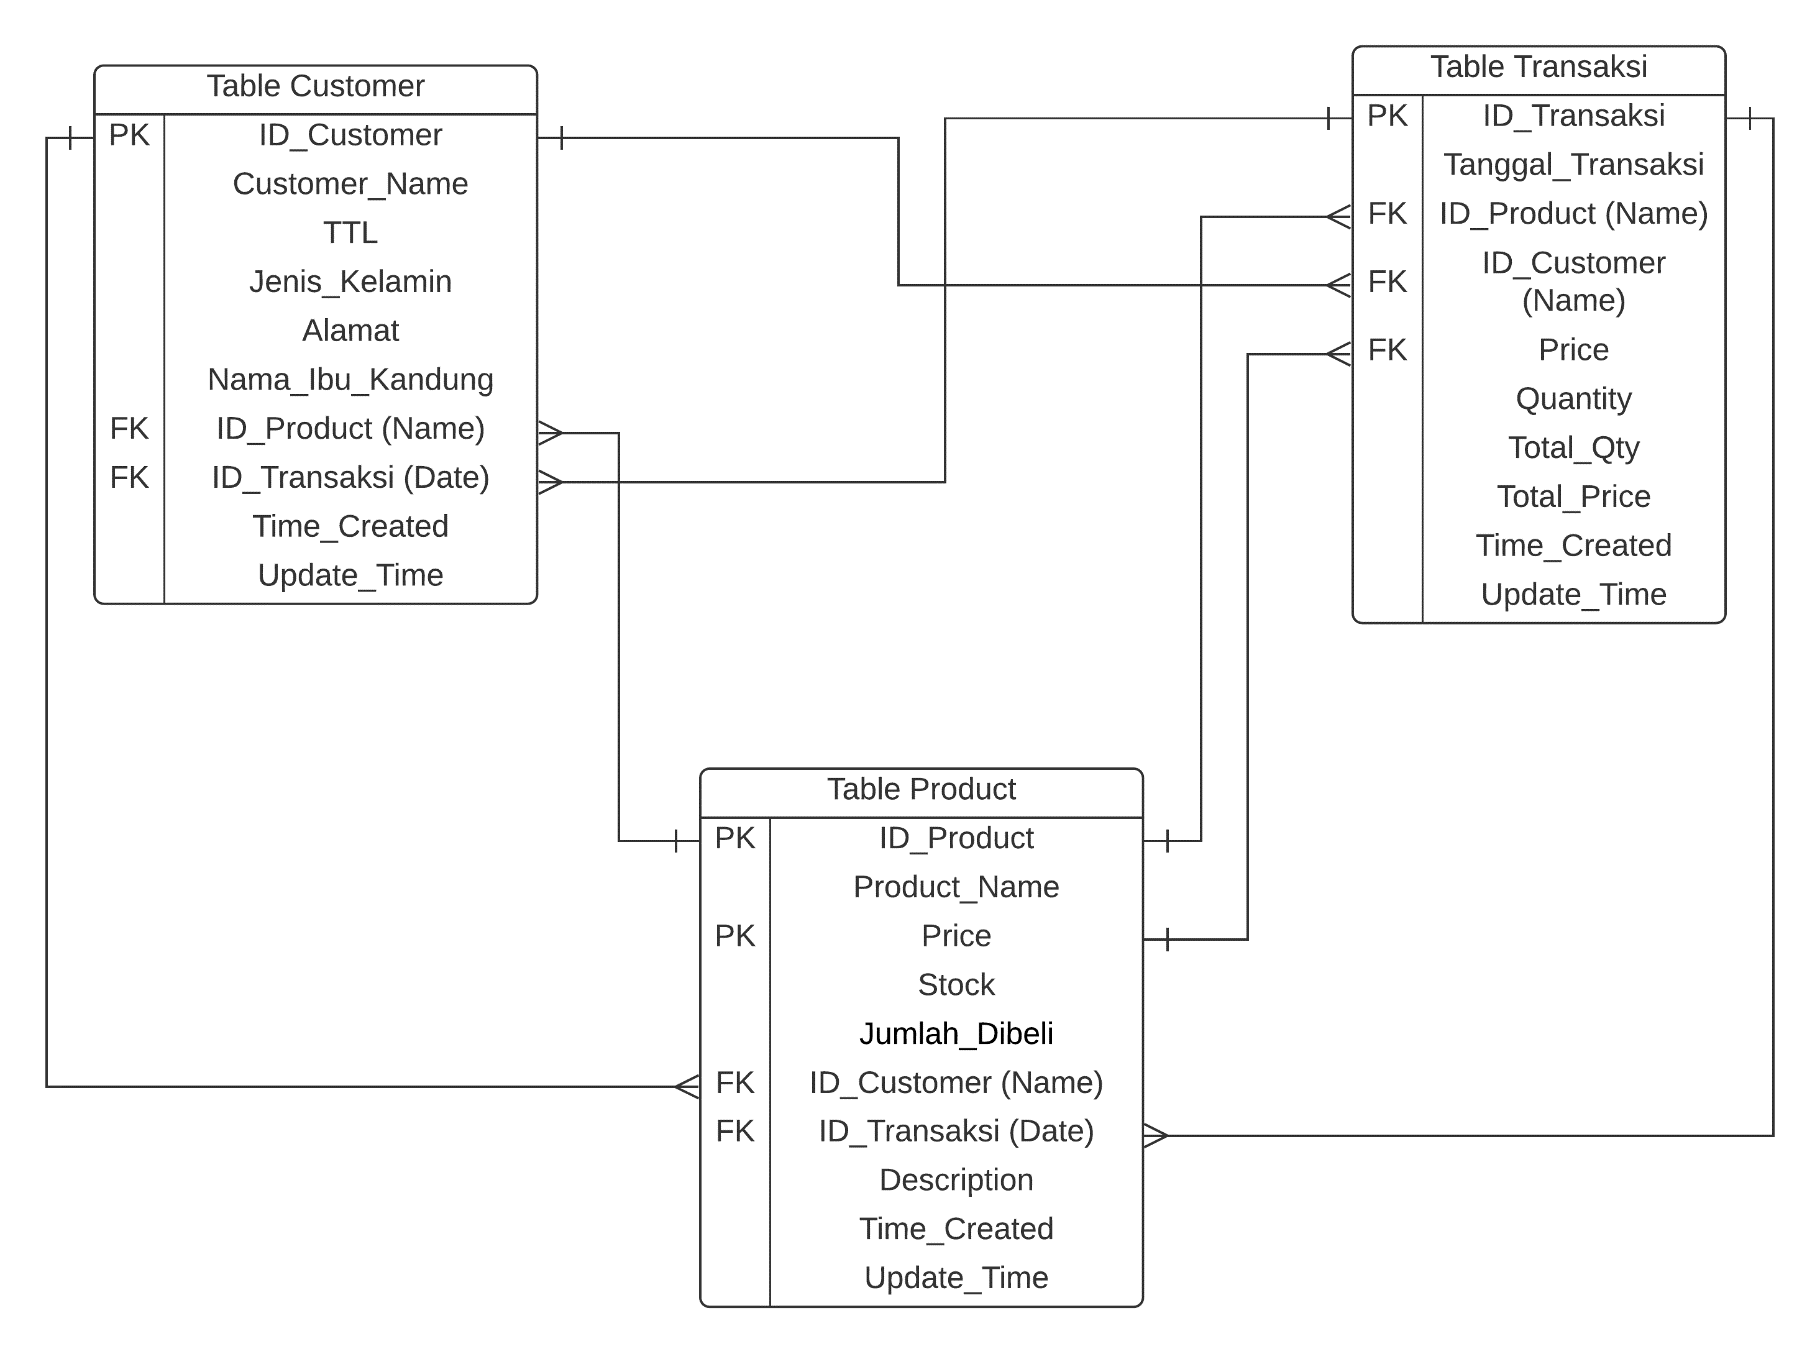 Table Customer
PK ID_Customer
Customer_Name
TTL
Jenis_Kelamin
Alamat
Nama_Ibu_Kandung
FK ID_Product (Name)
FK ID_Transaksi (Date)
Time_Created
Update_Time
Table Transaksi
PK ID_Transaksi
Tanggal_Transaksi
FK ID_Product (Name)
FK ID_Customer
(Name)
FK Price
Quantity
Total_Qty
Total_Price
Time_Created
Update_Time
Table Product
PK ID_Product
Product_Name
PK Price
Stock
Jumlah_Dibeli
FK ID_Customer (Name)
FK ID_Transaksi (Date)
Description
Time_Created
Update_Time